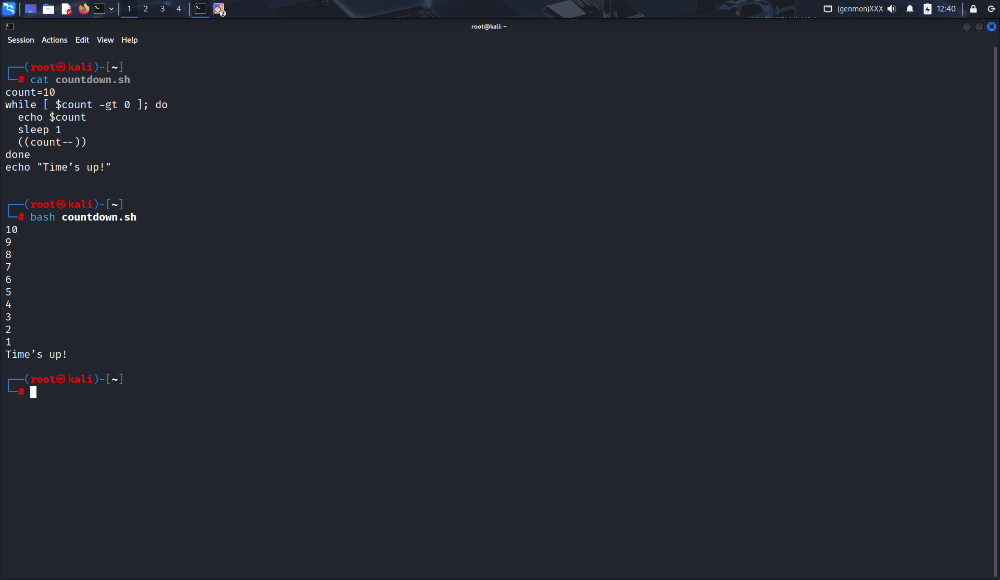 1 2 3 4 2 (genmon)XXX 12:40
root@kali: ~
Session Actions Edit View Help
┌──(root㉿kali)-[~]
└─# cat countdown.sh
count=10
while [ $count -gt 0 ]; do
  echo $count
  sleep 1
  ((count--))
done
echo "Time’s up!"
┌──(root㉿kali)-[~]
└─# bash countdown.sh
10
9
8
7
6
5
4
3
2
1
Time’s up!
┌──(root㉿kali)-[~]
└─#